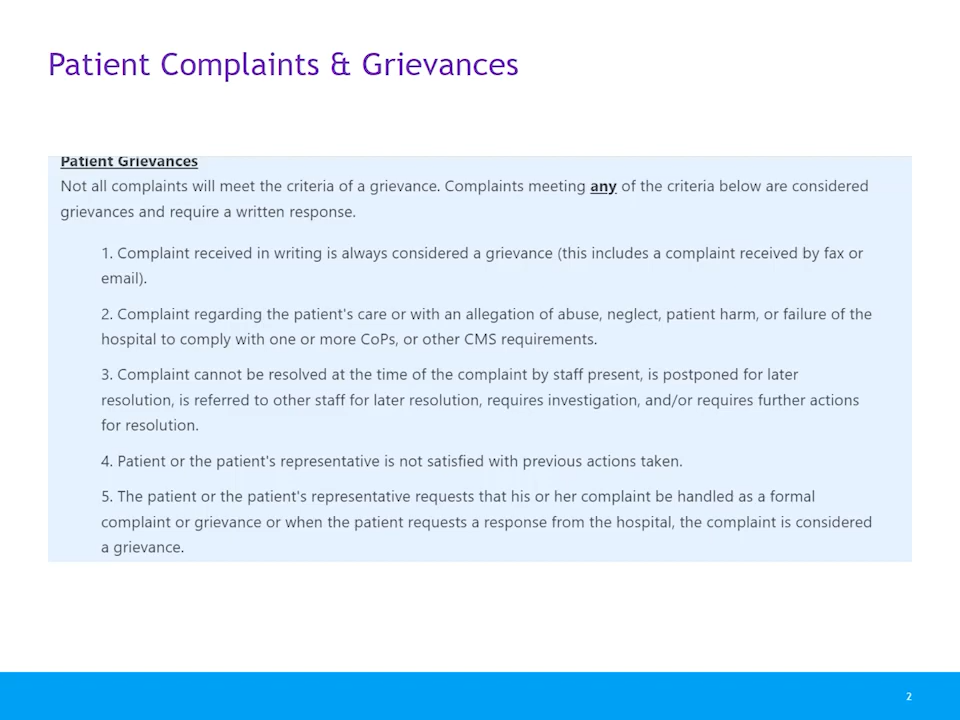 Patient Complaints & Grievances
Patient Grievances
Not all complaints will meet the criteria of a grievance. Complaints meeting any of the criteria below are considered
grievances and require a written response.
1. Complaint received in writing is always considered a grievance (this includes a complaint received by fax or
email).
2. Complaint regarding the patient's care or with an allegation of abuse, neglect, patient harm, or failure of the
hospital to comply with one or more CoPs, or other CMS requirements.
3. Complaint cannot be resolved at the time of the complaint by staff present, is postponed for later
resolution, is referred to other staff for later resolution, requires investigation, and/or requires further actions
for resolution.
4. Patient or the patient's representative is not satisfied with previous actions taken.
5. The patient or the patient's representative requests that his or her complaint be handled as a formal
complaint or grievance or when the patient requests a response from the hospital, the complaint is considered
a grievance.
2